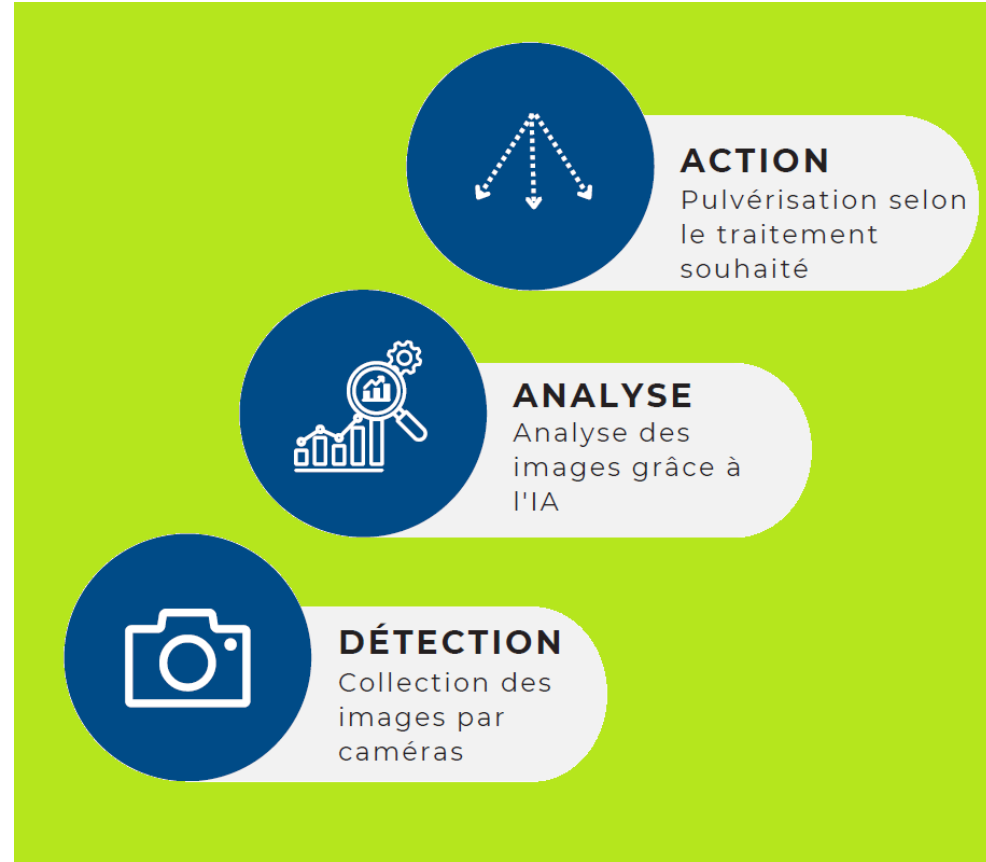 ACTION
Pulvérisation selon
le traitement
souhaité
ANALYSE
Analyse des
images grâce à
l'IA
DÉTECTION
Collection des
images par
caméras